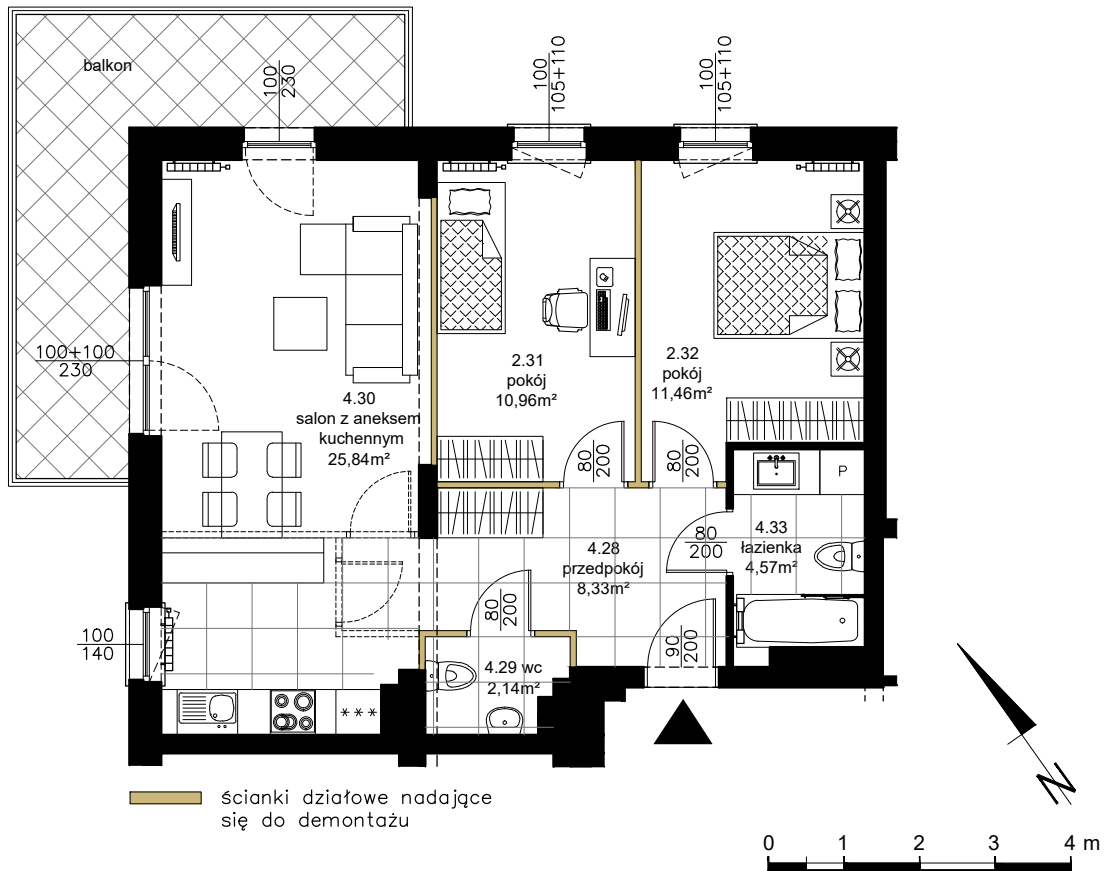 balkon
100
230
100
105+110
100
105+110
100+100
230
4.30
salon z aneksem
kuchennym
25,84m²
2.31
pokój
10,96m²
2.32
pokój
11,46m²
80
200
80
200
P
4.33
łazienka
4,57m²
80
200
4.28
przedpokój
8,33m²
80
200
90
200
100
140
4.29 wc
2,14m²
***
N
ścianki działowe nadające
się do demontażu
0 1 2 3 4 m